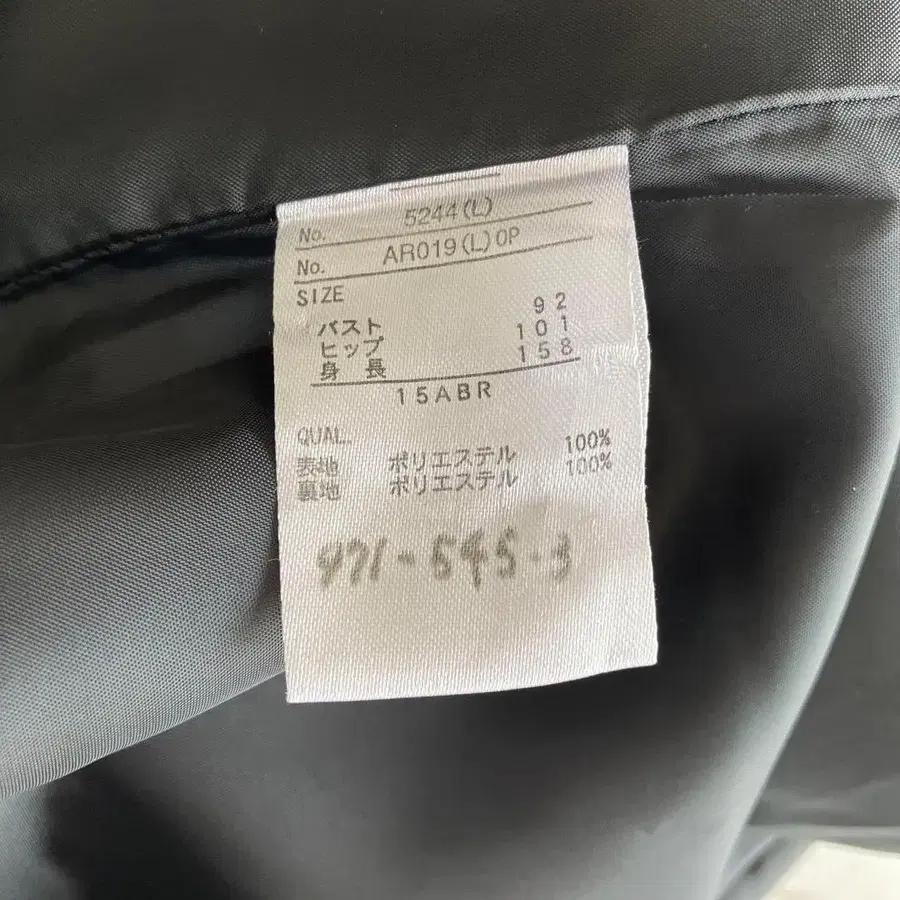 No. 5244(L)
No. AR019(L)OP
SIZE
バスト 92
ヒップ 101
身長 158
15ABR
QUAL.
表地 ポリエステル 100%
裏地 ポリエステル 100%
971-545-3